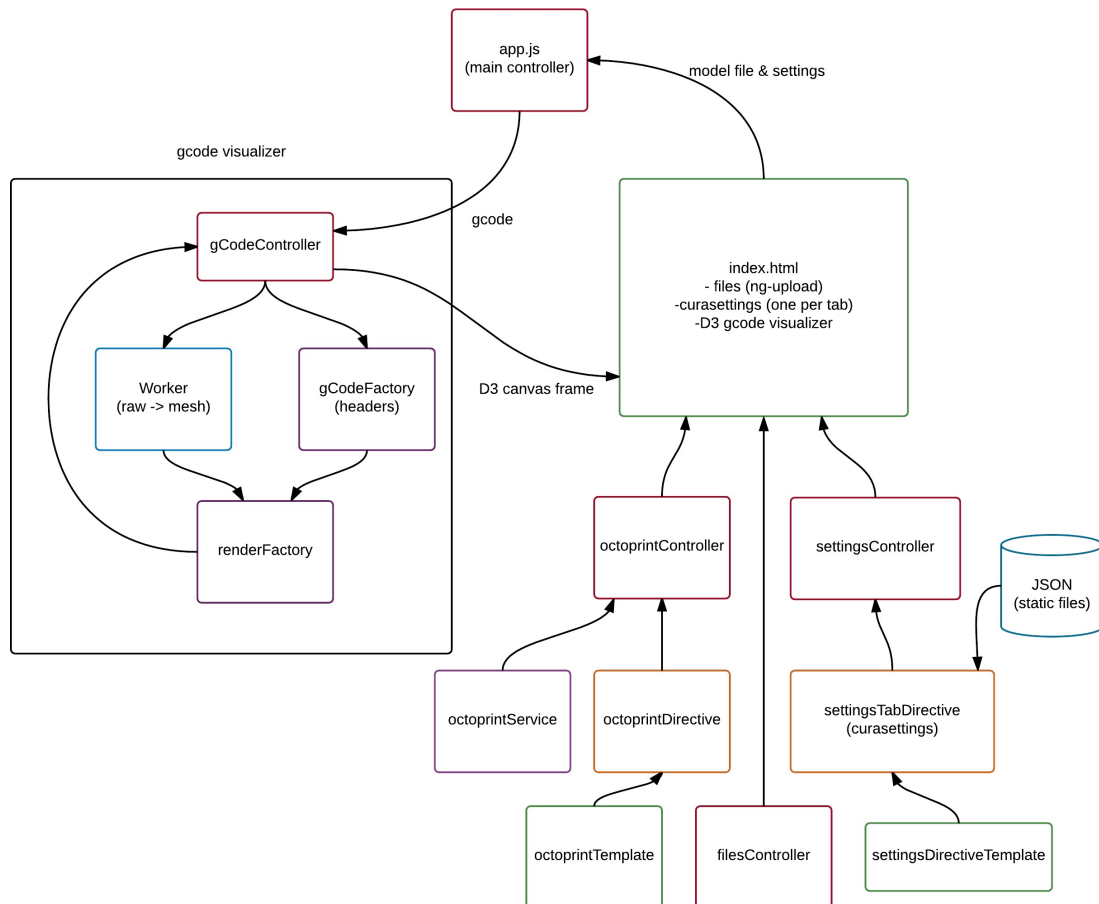 app.js
(main controller)
model file & settings
gcode visualizer
gcode
gCodeController
index.html
- files (ng-upload)
-curasettings (one per tab)
-D3 gcode visualizer
D3 canvas frame
Worker
(raw -> mesh)
gCodeFactory
(headers)
renderFactory
octoprintController
settingsController
JSON
(static files)
octoprintService
octoprintDirective
settingsTabDirective
(curasettings)
octoprintTemplate
filesController
settingsDirectiveTemplate